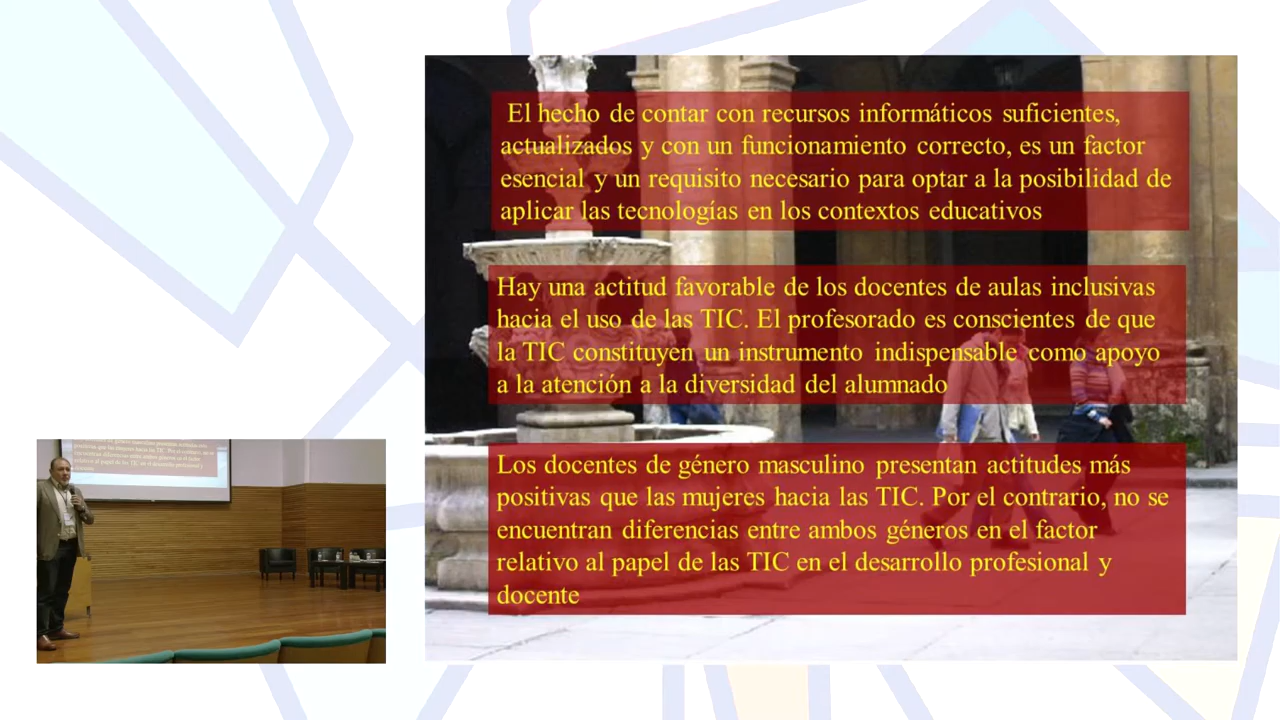 El hecho de contar con recursos informáticos suficientes,
actualizados y con un funcionamiento correcto, es un factor
esencial y un requisito necesario para optar a la posibilidad de
aplicar las tecnologías en los contextos educativos
Hay una actitud favorable de los docentes de aulas inclusivas
hacia el uso de las TIC. El profesorado es conscientes de que
la TIC constituyen un instrumento indispensable como apoyo
a la atención a la diversidad del alumnado
Los docentes de género masculino presentan actitudes más
positivas que las mujeres hacia las TIC. Por el contrario, no se
encuentran diferencias entre ambos géneros en el factor
relativo al papel de las TIC en el desarrollo profesional y
docente